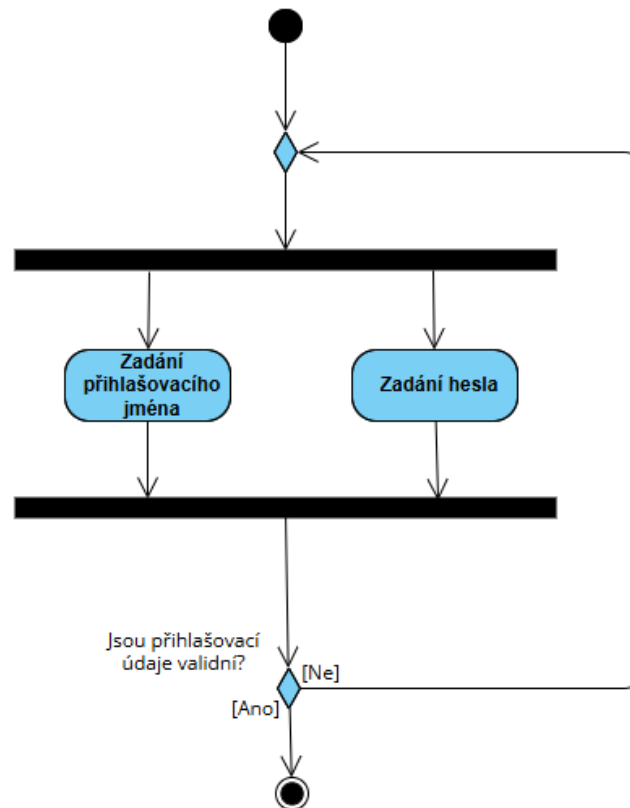 Zadání
přihlašovacího
jména
Zadání hesla
Jsou přihlašovací
údaje validní?
[Ne]
[Ano]